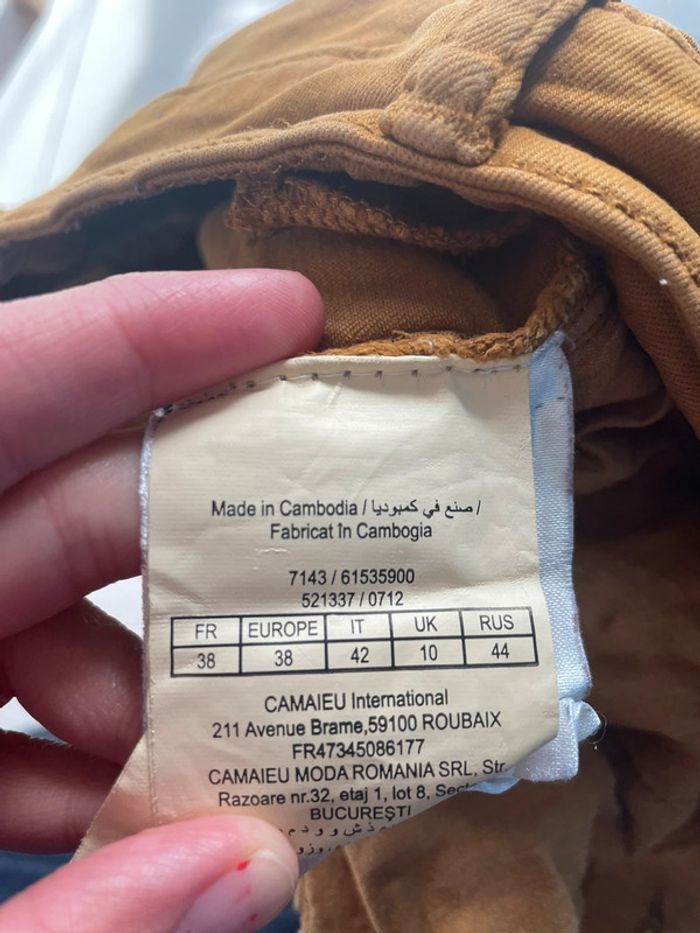 Made in Cambodia / صنع في كمبوديا /
Fabricat în Cambogia
7143 / 61535900
521337 / 0712
FR EUROPE IT UK RUS
38 38 42 10 44
CAMAIEU International
211 Avenue Brame,59100 ROUBAIX
FR47345086177
CAMAIEU MODA ROMANIA SRL, Str.
Razoare nr.32, etaj 1, lot 8,
BUCUREŞTI